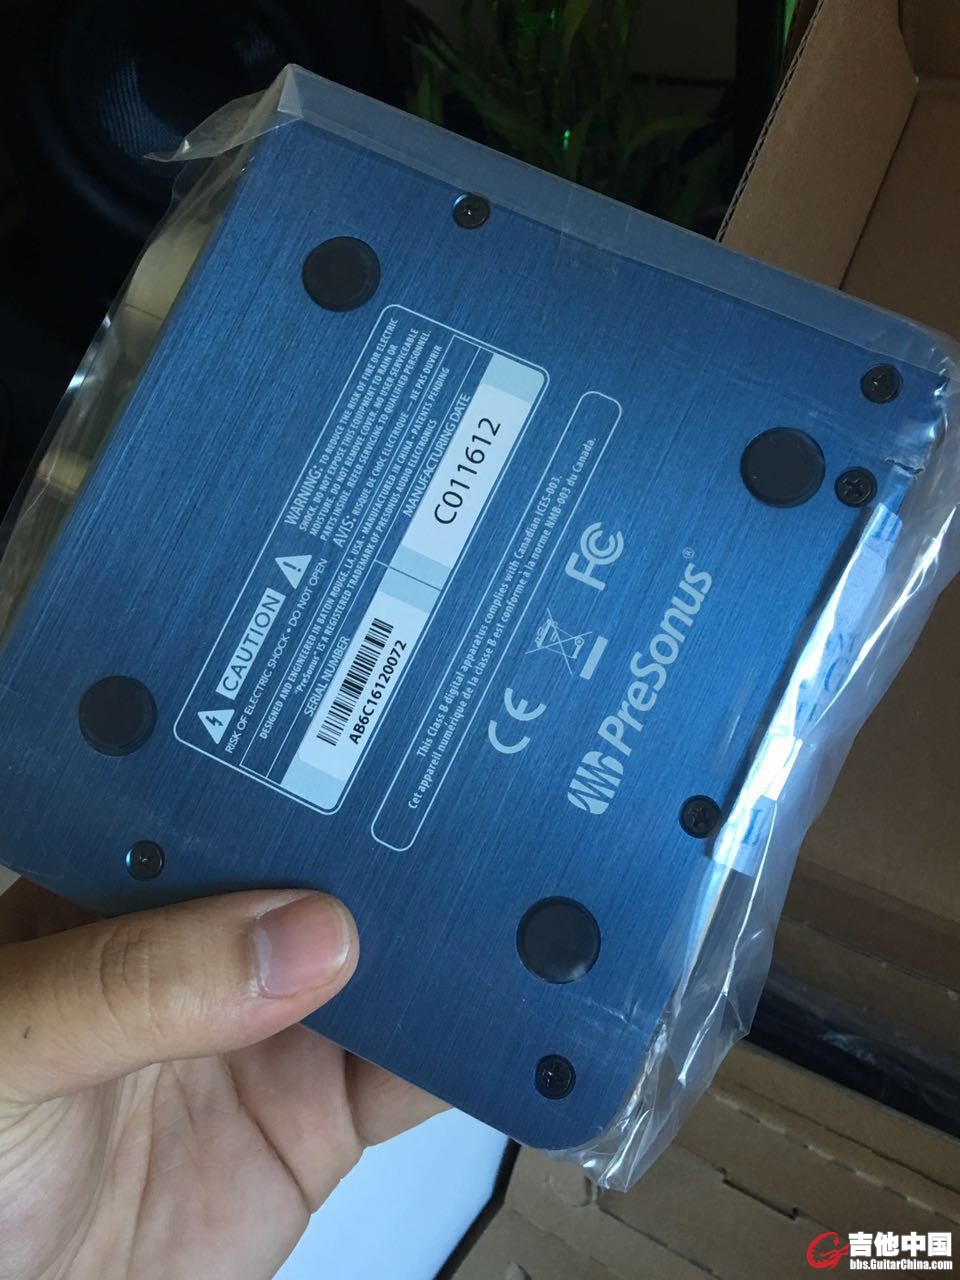 WARNING: TO REDUCE THE RISK OF FIRE OR ELECTRIC
SHOCK. DO NOT EXPOSE THIS EQUIPMENT TO RAIN OR
MOISTURE. DO NOT REMOVE COVER. NO USER SERVICEABLE
PARTS INSIDE. REFER SERVICING TO QUALIFIED PERSONNEL.
AVIS: RISQUE DE CHOC ELECTRIQUE — NE PAS OUVRIR
CAUTION
RISK OF ELECTRIC SHOCK • DO NOT OPEN
DESIGNED AND ENGINEERED IN BATON ROUGE, LA, USA • MANUFACTURED IN CHINA • PATENTS PENDING
"PreSonus" IS A REGISTERED TRADEMARK OF PRESONUS AUDIO ELECTRONICS
SERIAL NUMBER
AB6C16120072
MANUFACTURING DATE
C011612
This Class B digital apparatus complies with Canadian ICES-003.
Cet appareil numerique de la classe B est conforme à la norme NMB-003 du Canada.
CE
FC
PreSonus®
吉他中国
bbs.GuitarChina.com